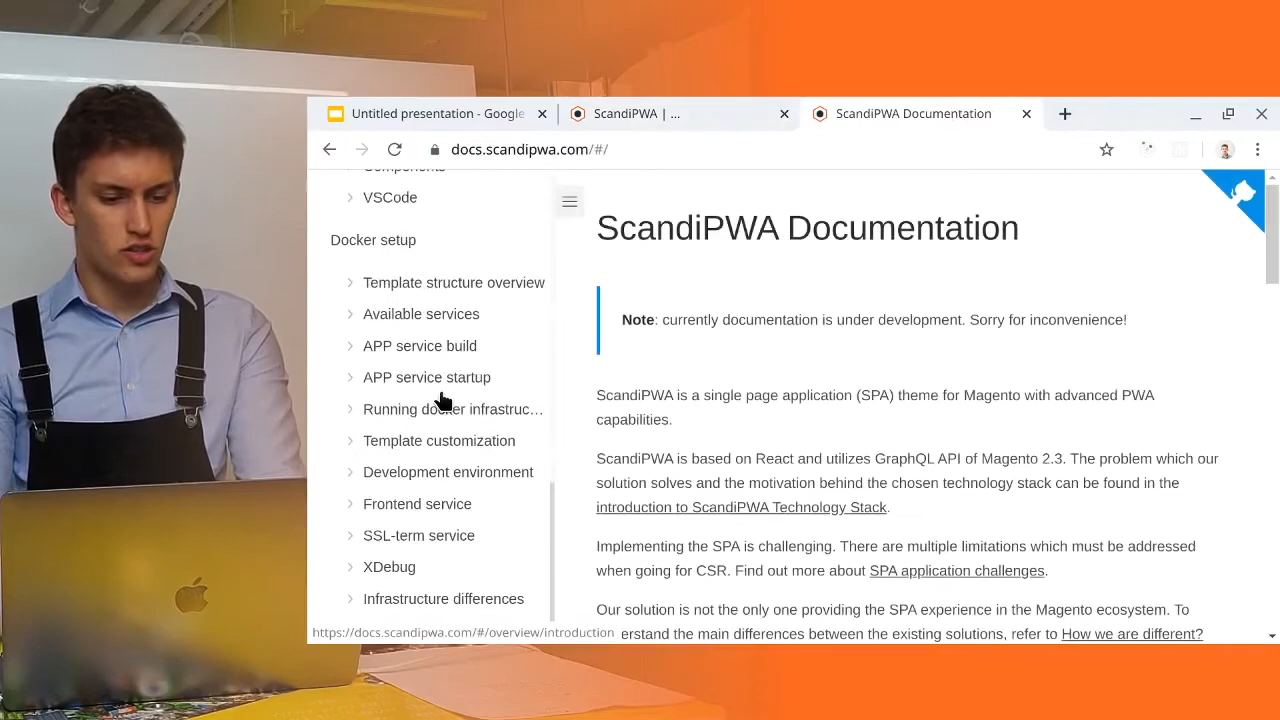 Untitled presentation - Google
ScandiPWA | ...
ScandiPWA Documentation
docs.scandipwa.com/#/
Components
VSCode
Docker setup
Template structure overview
Available services
APP service build
APP service startup
Running docker infrastruc...
Template customization
Development environment
Frontend service
SSL-term service
XDebug
Infrastructure differences
https://docs.scandipwa.com/#/overview/introduction
ScandiPWA Documentation
Note: currently documentation is under development. Sorry for inconvenience!
ScandiPWA is a single page application (SPA) theme for Magento with advanced PWA
capabilities.
ScandiPWA is based on React and utilizes GraphQL API of Magento 2.3. The problem which our
solution solves and the motivation behind the chosen technology stack can be found in the
introduction to ScandiPWA Technology Stack.
Implementing the SPA is challenging. There are multiple limitations which must be addressed
when going for CSR. Find out more about SPA application challenges.
Our solution is not the only one providing the SPA experience in the Magento ecosystem. To
erstand the main differences between the existing solutions, refer to How we are different?